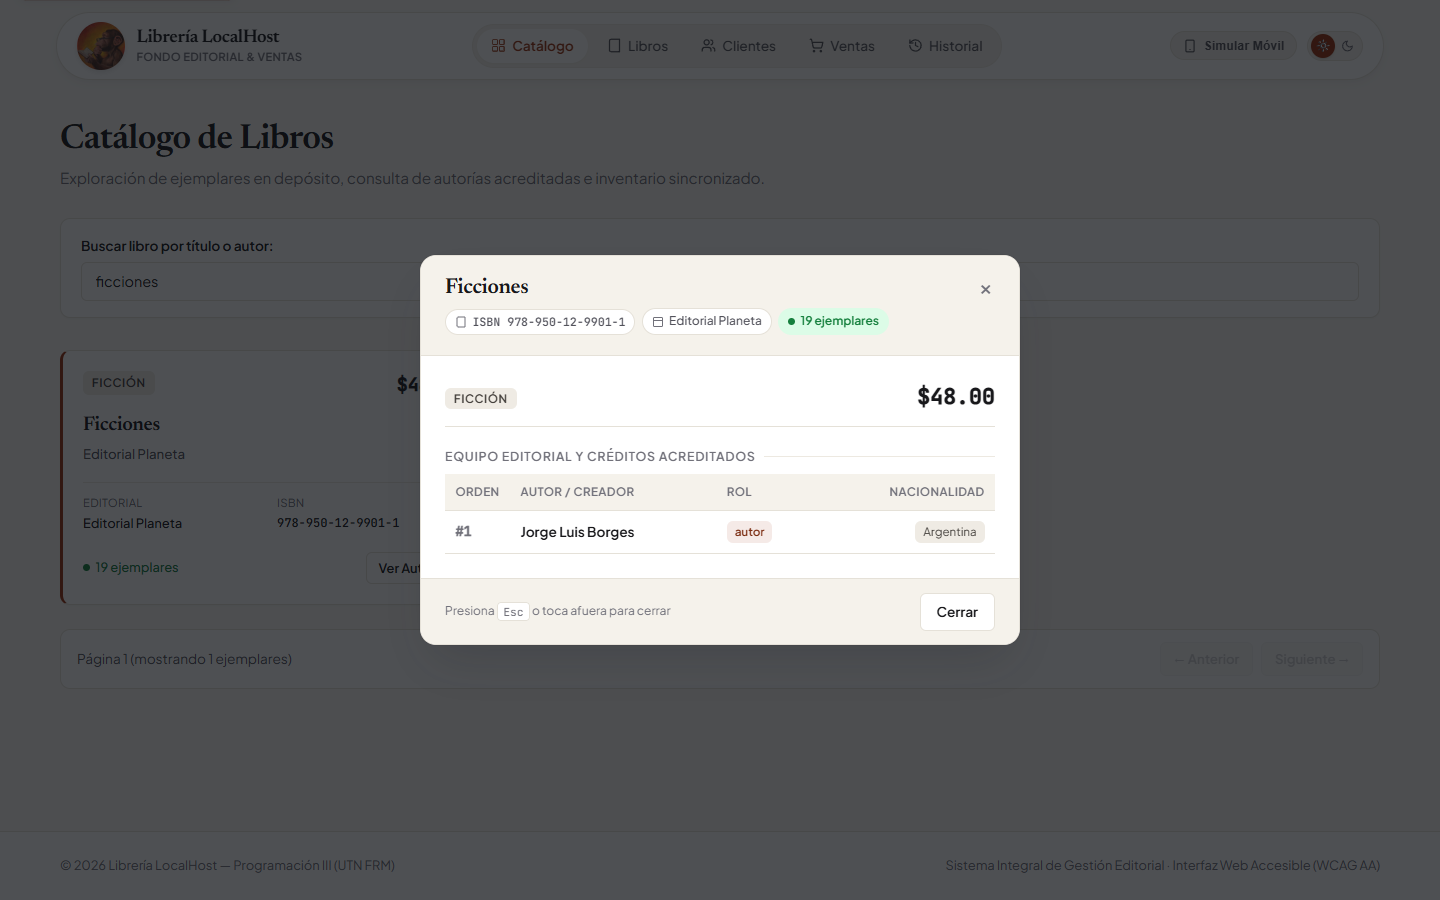 Librería LocalHost
FONDO EDITORIAL & VENTAS
Catálogo
Libros
Clientes
Ventas
Historial
Simular Móvil
Catálogo de Libros
Exploración de ejemplares en depósito, consulta de autorías acreditadas e inventario sincronizado.
Buscar libro por título o autor:
ficciones
FICCIÓN
$4
Ficciones
Editorial Planeta
EDITORIAL
ISBN
Editorial Planeta
978-950-12-9901-1
19 ejemplares
Ver Aut
Ficciones
×
ISBN 978-950-12-9901-1
Editorial Planeta
19 ejemplares
FICCIÓN
$48.00
EQUIPO EDITORIAL Y CRÉDITOS ACREDITADOS
ORDEN AUTOR / CREADOR ROL NACIONALIDAD
#1 Jorge Luis Borges autor Argentina
Presiona Esc o toca afuera para cerrar
Cerrar
Página 1 (mostrando 1 ejemplares)
← Anterior
Siguiente →
© 2026 Librería LocalHost — Programación III (UTN FRM)
Sistema Integral de Gestión Editorial · Interfaz Web Accesible (WCAG AA)